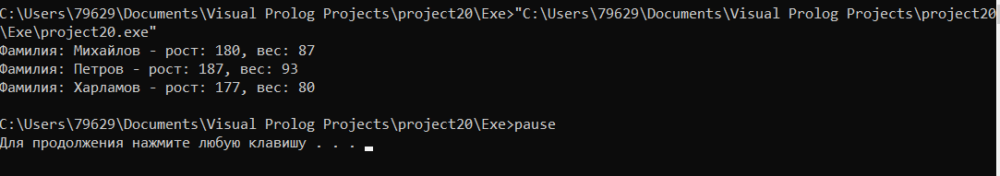 C:\Users\79629\Documents\Visual Prolog Projects\project20\Exe>"C:\Users\79629\Documents\Visual Prolog Projects\project20
\Exe\project20.exe"
Фамилия: Михайлов - рост: 180, вес: 87
Фамилия: Петров - рост: 187, вес: 93
Фамилия: Харламов - рост: 177, вес: 80
C:\Users\79629\Documents\Visual Prolog Projects\project20\Exe>pause
Для продолжения нажмите любую клавишу . . .